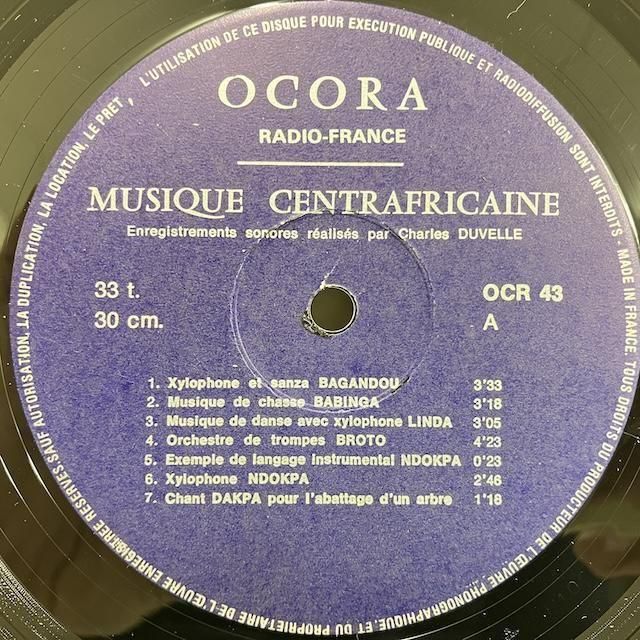 OCORA
RADIO-FRANCE
MUSIQUE CENTRAFRICAINE
Enregistrements sonores réalisés par Charles DUVELLE
33 t.
30 cm.
OCR 43
A
1. Xylophone et sanza BAGANDOU 3'33
2. Musique de chasse BABINGA 3'18
3. Musique de danse avec xylophone LINDA 3'05
4. Orchestre de trompes BROTO 4'23
5. Exemple de langage instrumental NDOKPA 0'23
6. Xylophone NDOKPA 2'46
7. Chant DAKPA pour l'abattage d'un arbre 1'16
TOUS DROITS DU PRODUCTEUR DE L'ŒUVRE PHONOGRAPHIQUE ET DU PROPRIETAIRE DE L'ŒUVRE ENREGISTREE RESERVES. SAUF AUTORISATION, LA DUPLICATION, LA LOCATION, LE PRET, L'UTILISATION DE CE DISQUE POUR EXECUTION PUBLIQUE ET RADIODIFFUSION SONT INTERDITS - MADE IN FRANCE.